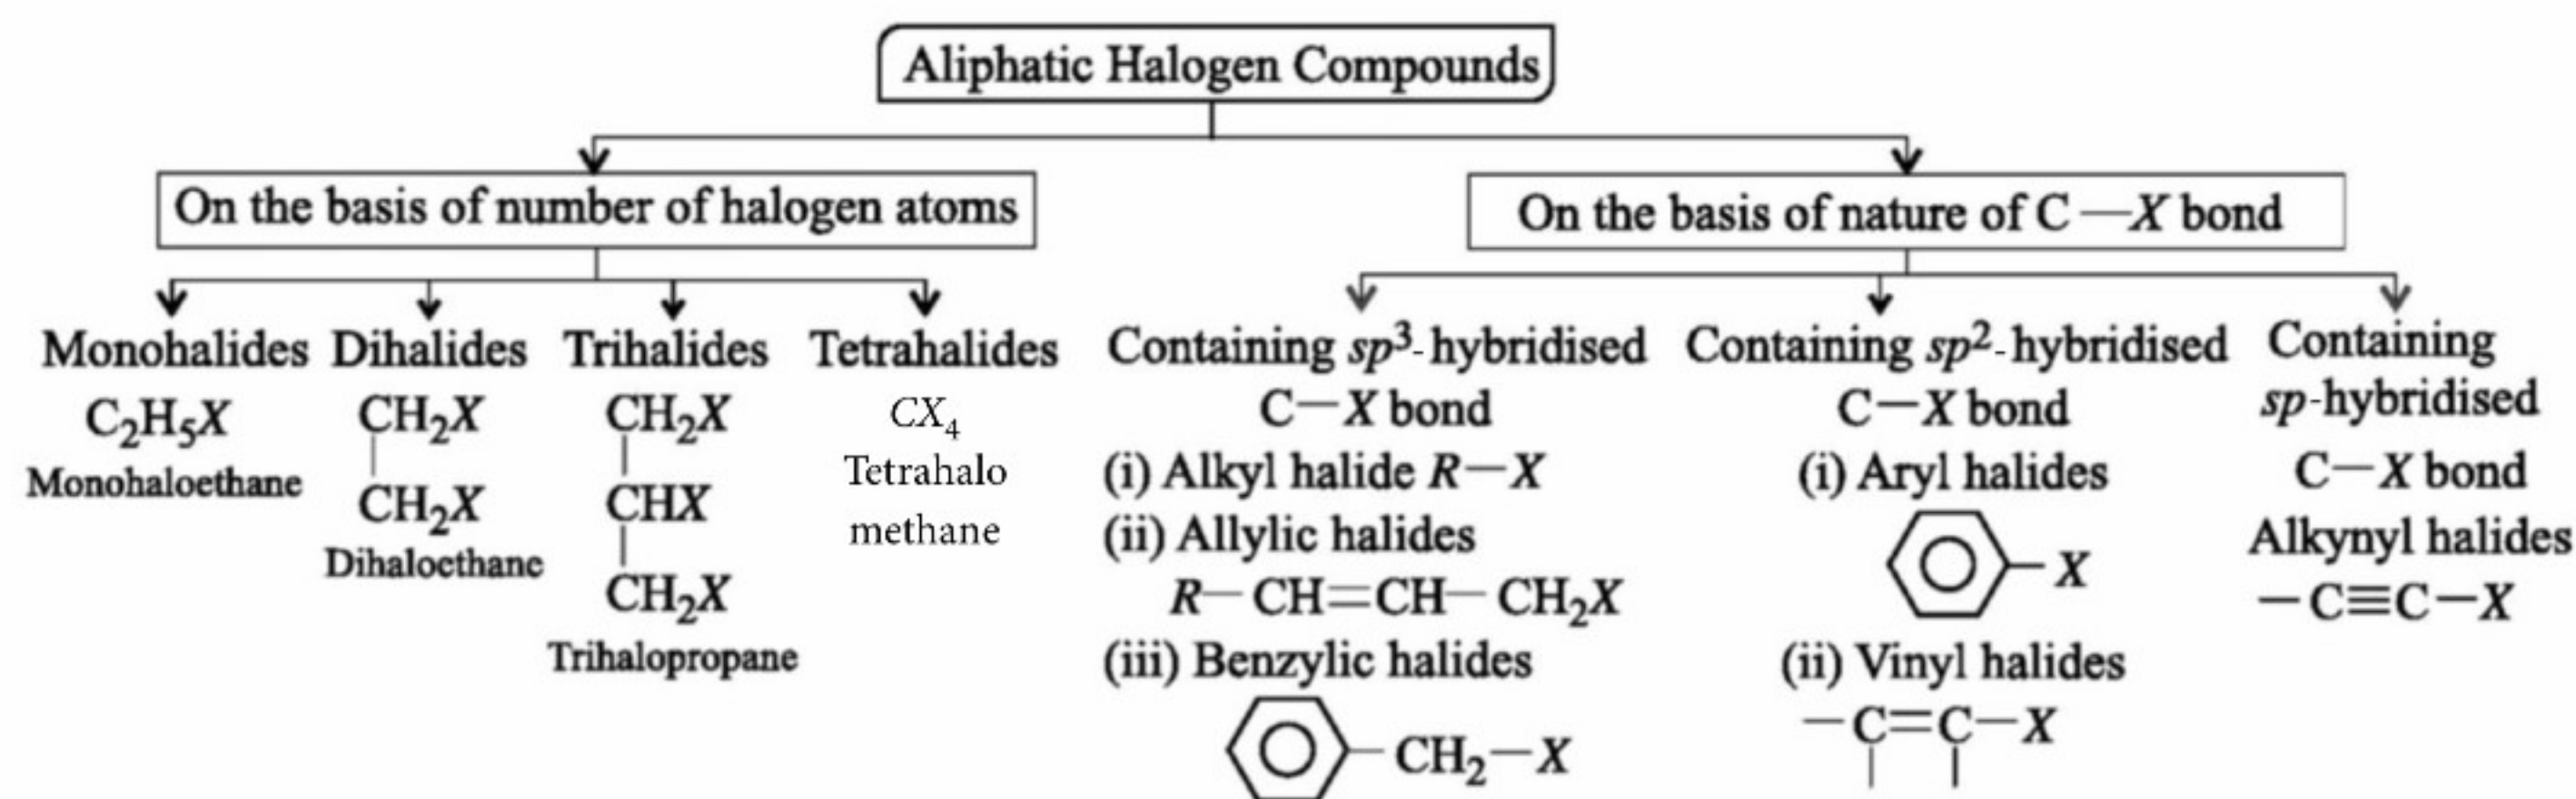 Aliphatic Halogen Compounds
On the basis of number of halogen atoms
On the basis of nature of C—X bond
Monohalides
C₂H₅X
Monohaloethane
Dihalides
CH₂X
CH₂X
Dihaloethane
Trihalides
CH₂X
CHX
CH₂X
Trihalopropane
Tetrahalides
CX₄
Tetrahalo
methane
Containing sp³-hybridised
C—X bond
(i) Alkyl halide R—X
(ii) Allylic halides
R—CH=CH—CH₂X
(iii) Benzylic halides
CH₂—X
Containing sp²-hybridised
C—X bond
(i) Aryl halides
X
(ii) Vinyl halides
—C=C—X
Containing
sp-hybridised
C—X bond
Alkynyl halides
—C≡C—X